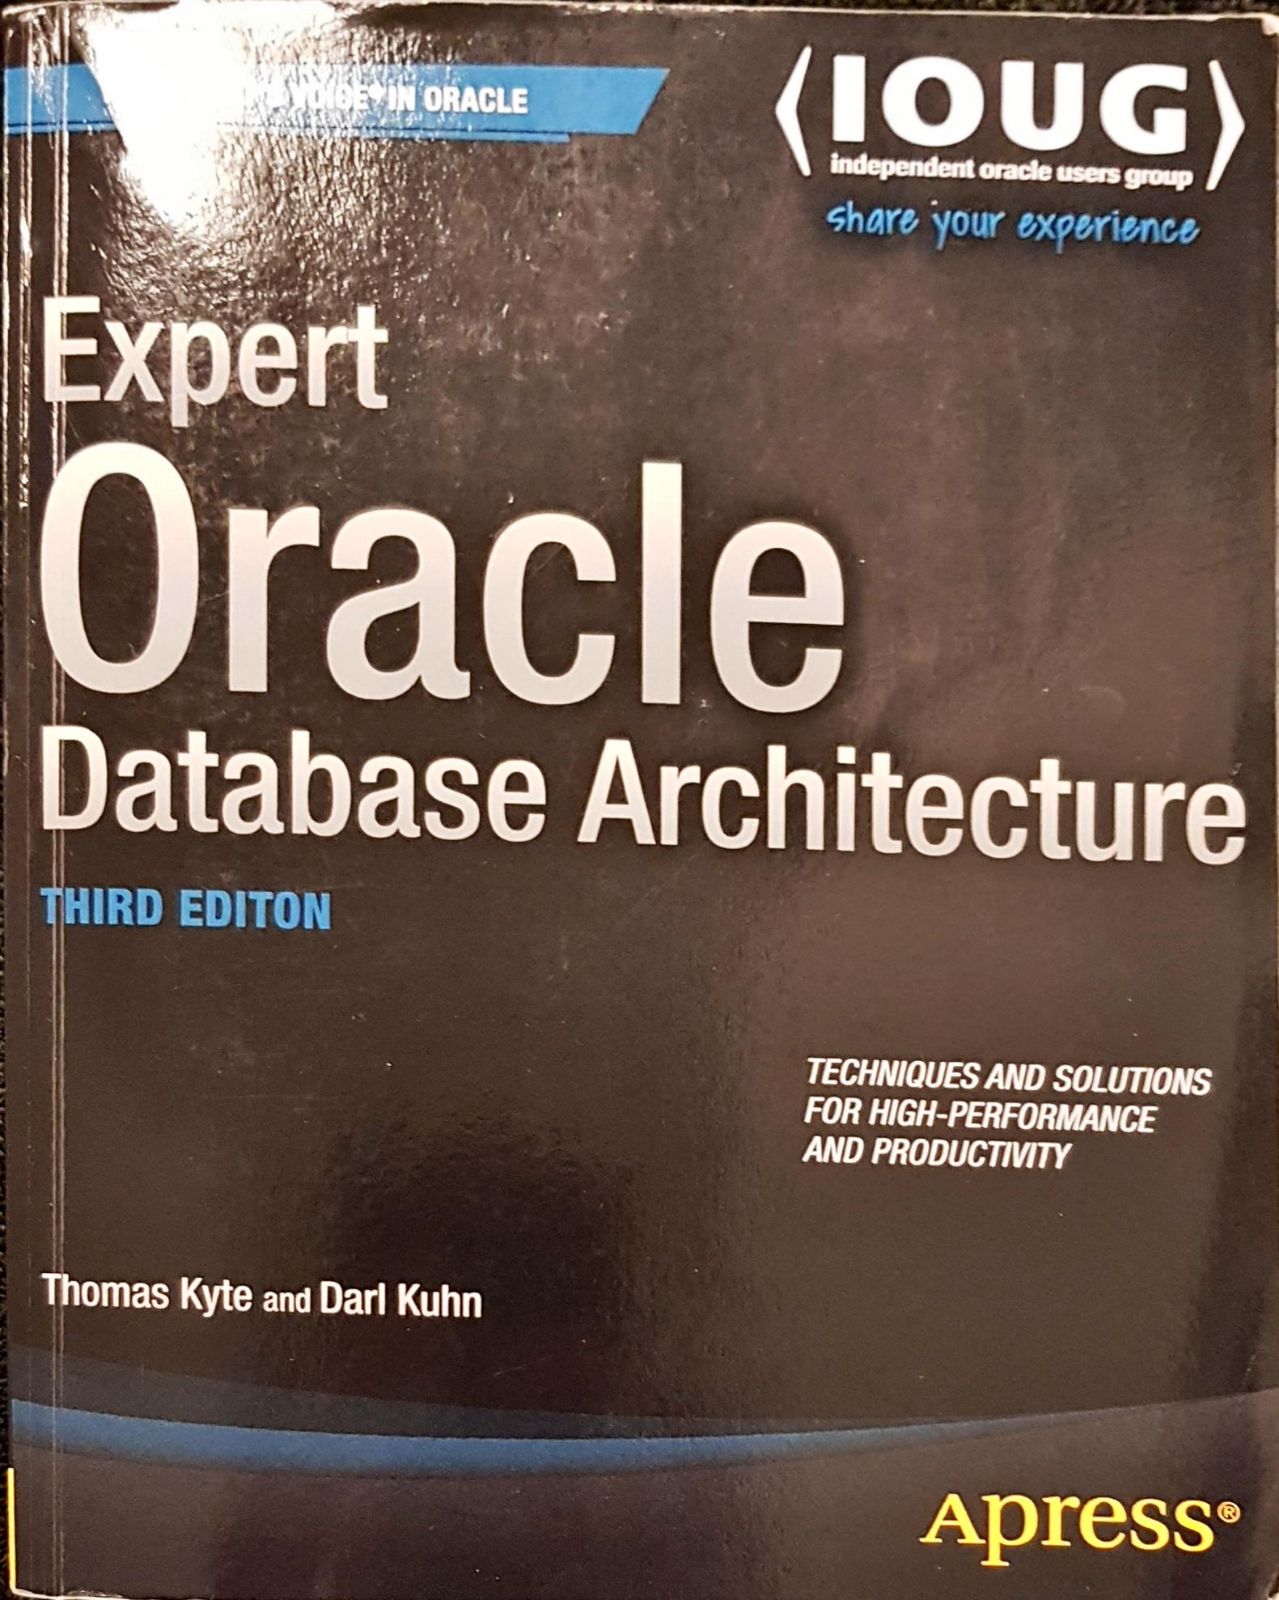 VOICE® IN ORACLE
IOUG
independent oracle users group
share your experience
Expert
Oracle
Database Architecture
THIRD EDITON
TECHNIQUES AND SOLUTIONS
FOR HIGH-PERFORMANCE
AND PRODUCTIVITY
Thomas Kyte and Darl Kuhn
Apress®